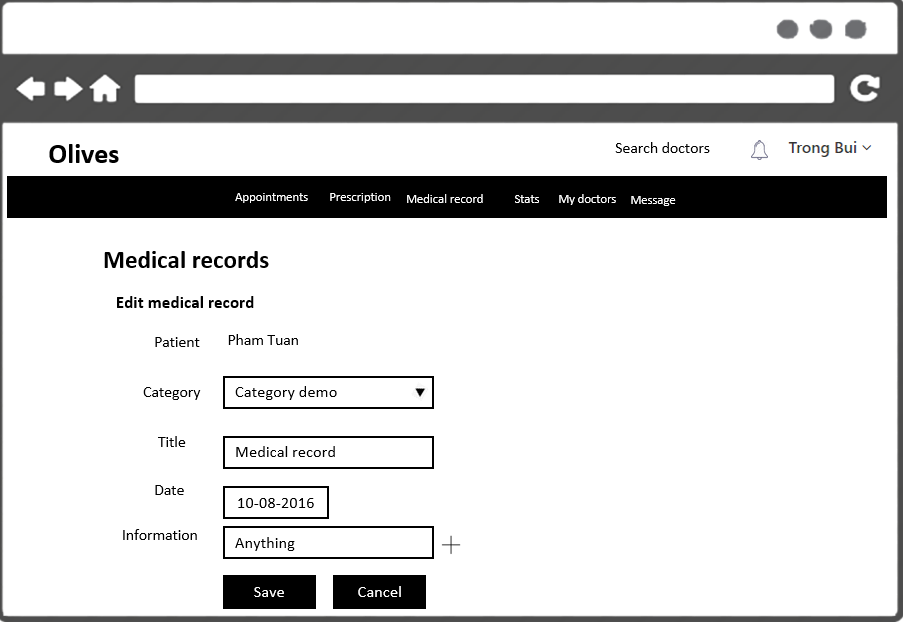 Olives
Search doctors
Trong Bui
Appointments Prescription Medical record Stats My doctors Message
Medical records
Edit medical record
Patient Pham Tuan
Category Category demo
Title Medical record
Date 10-08-2016
Information Anything
Save Cancel